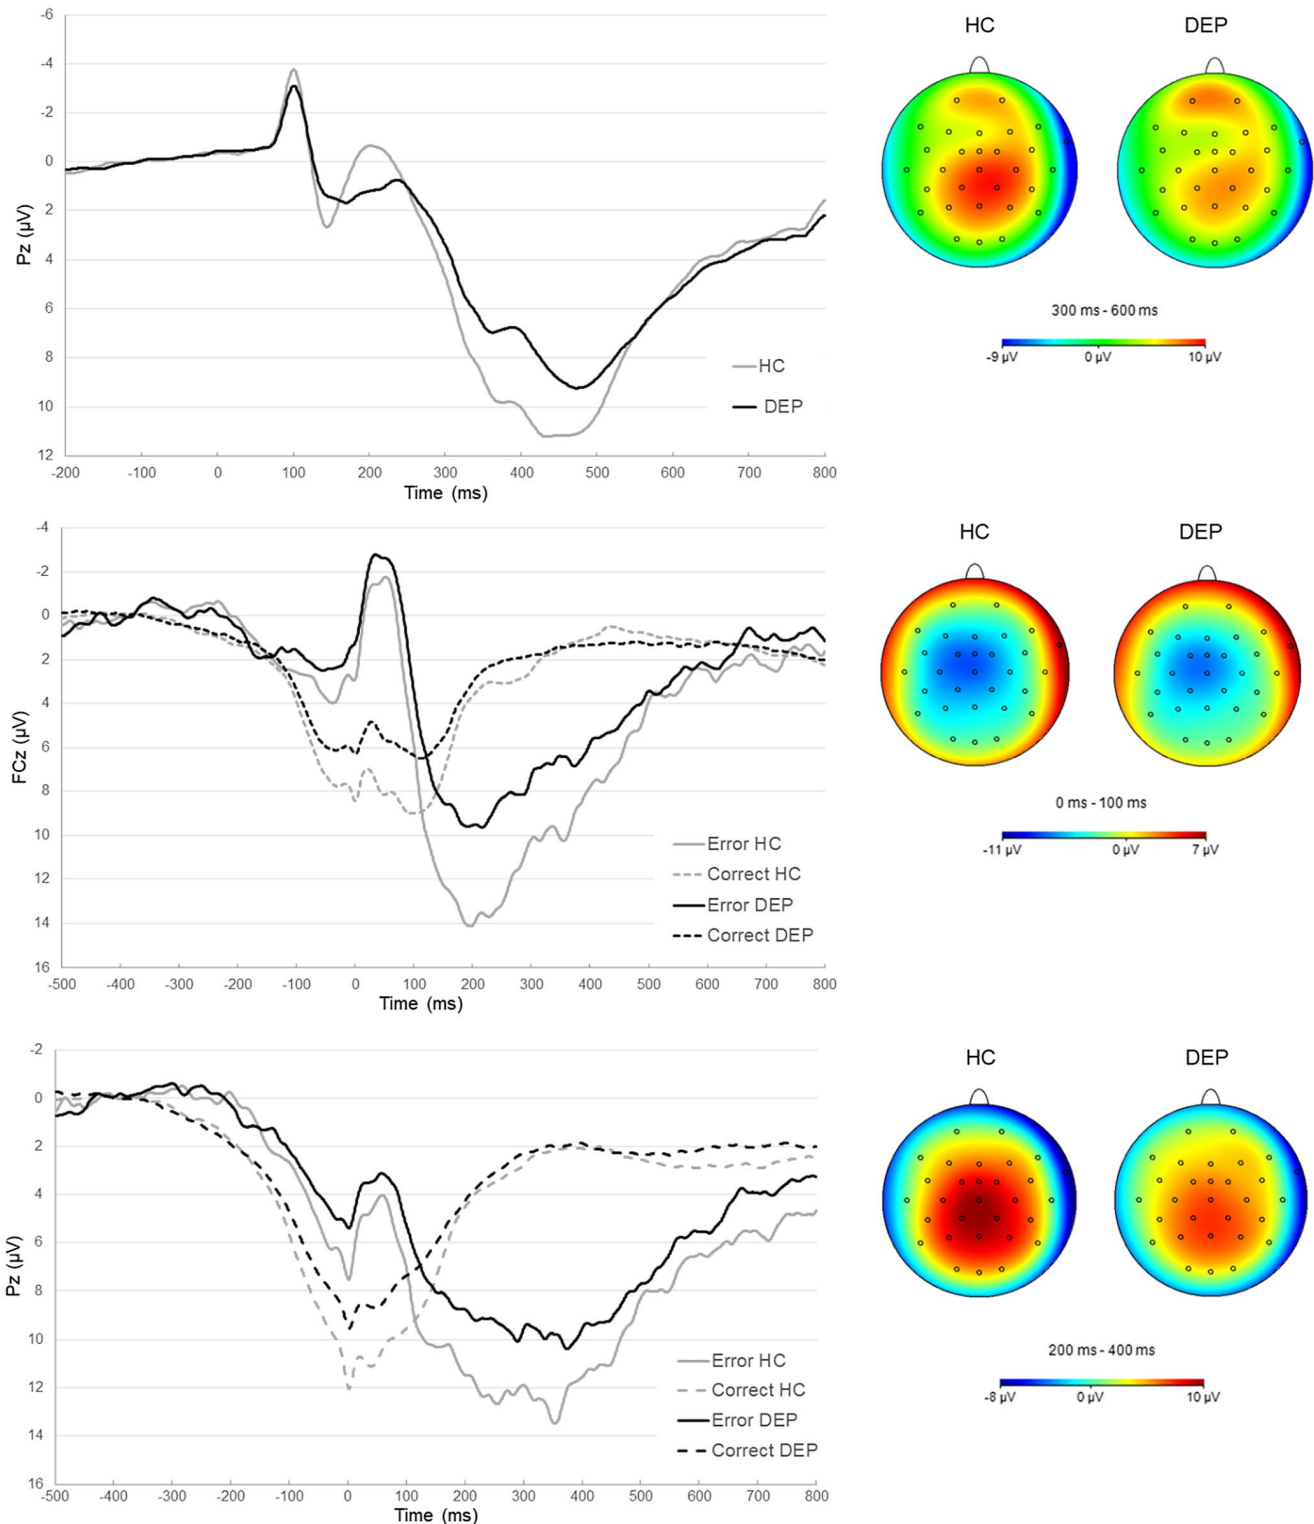 -6
-4
-2
0
2
4
6
8
10
12
Pz (µV)
-200 -100 0 100 200 300 400 500 600 700 800
Time (ms)
HC
DEP
HC DEP
300 ms - 600 ms
-9 µV 0 µV 10 µV
-4
-2
0
2
4
6
8
10
12
14
16
FCz (µV)
-500 -400 -300 -200 -100 0 100 200 300 400 500 600 700 800
Time (ms)
Error HC
Correct HC
Error DEP
Correct DEP
HC DEP
0 ms - 100 ms
-11 µV 0 µV 7 µV
-2
0
2
4
6
8
10
12
14
16
Pz (µV)
-500 -400 -300 -200 -100 0 100 200 300 400 500 600 700 800
Time (ms)
Error HC
Correct HC
Error DEP
Correct DEP
HC DEP
200 ms - 400 ms
-8 µV 0 µV 10 µV